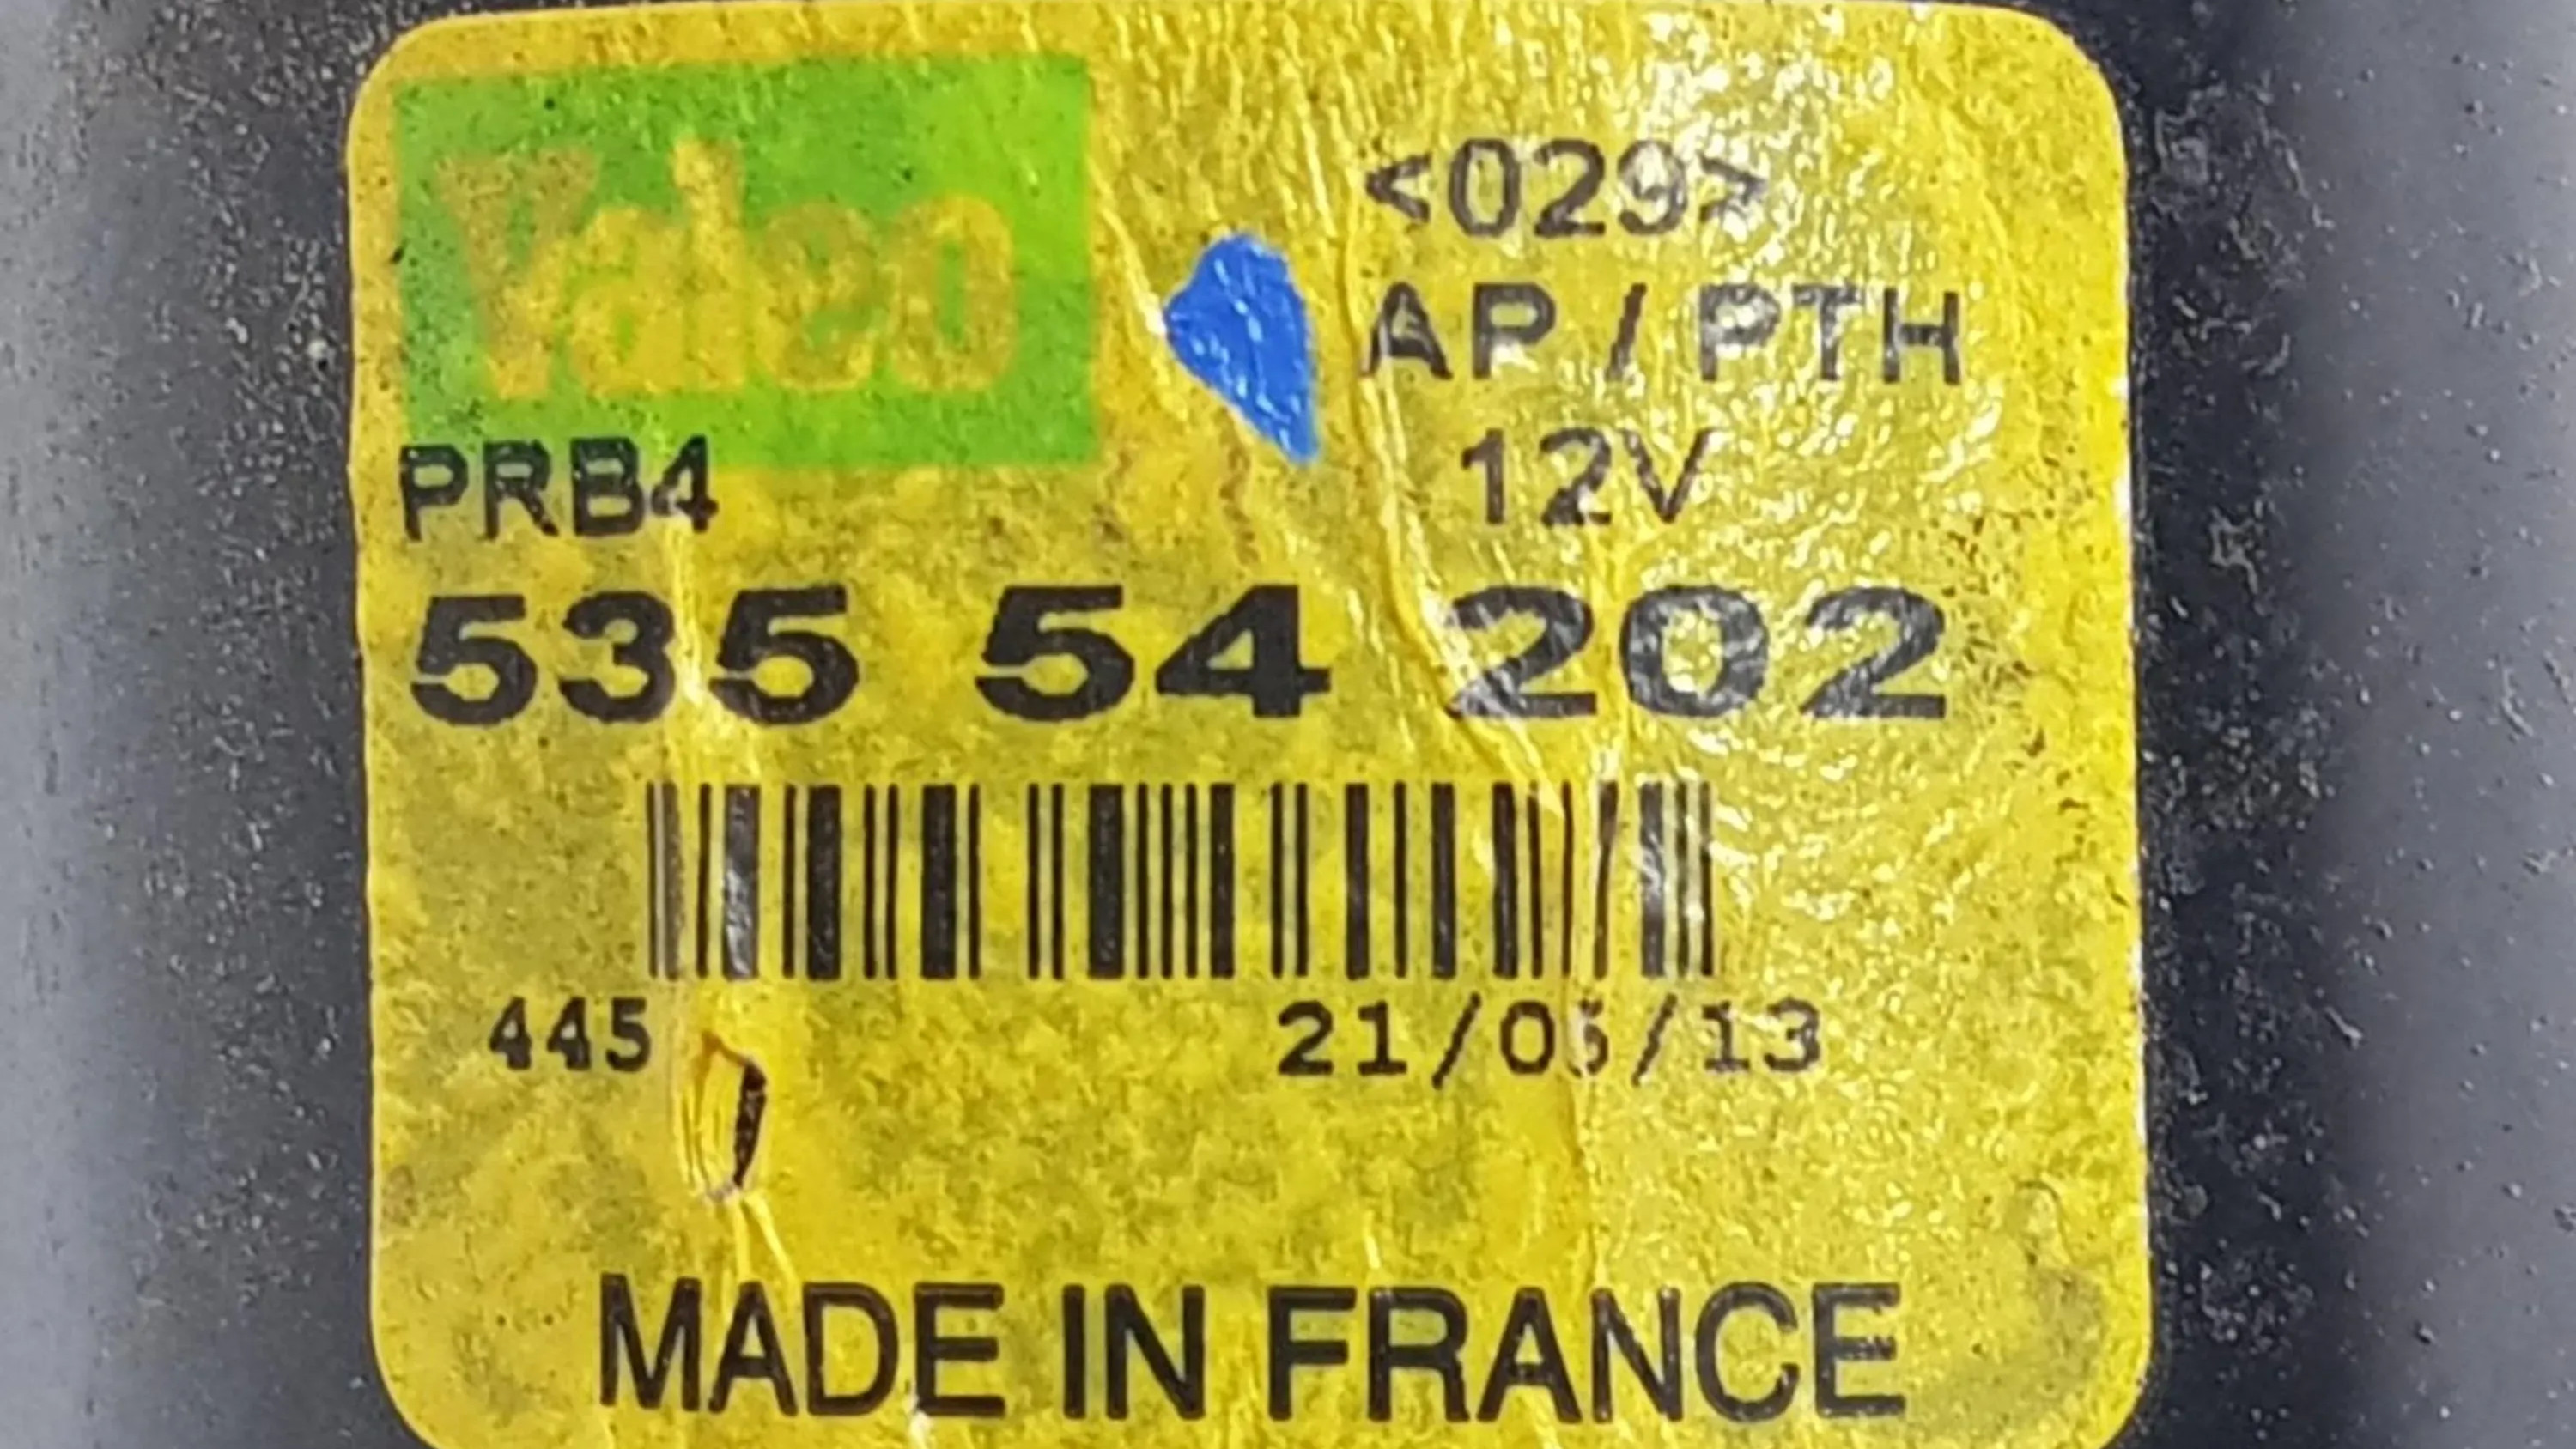 Valeo
<029>
AP / PTH
12V
PRB4
535 54 202
445
MADE IN FRANCE